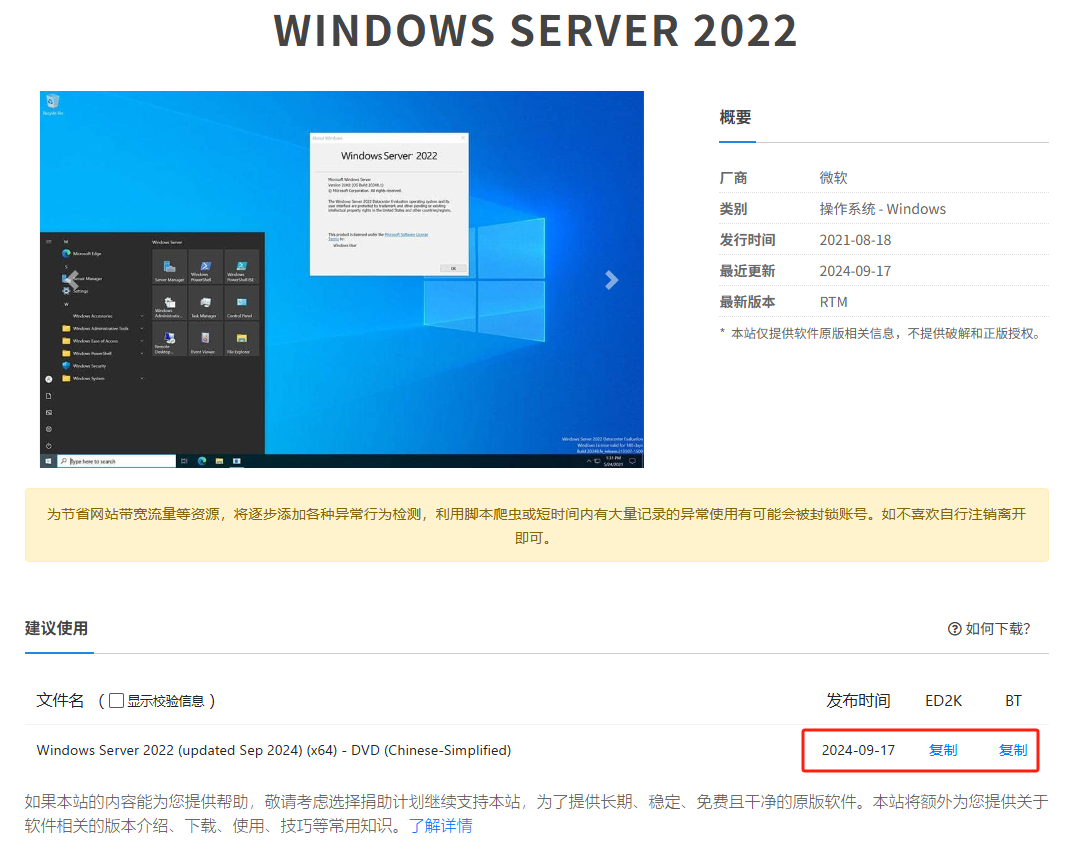 WINDOWS SERVER 2022
Recycle Bin
About Windows
Windows Server 2022
Microsoft Windows Server
© Microsoft Corporation. All rights reserved.
The Windows Server 2022 Datacenter Evaluation operating system and its
user interface are protected by trademark and other pending or existing
intellectual property rights in the United States and other countries/regions.
This product is licensed under the Microsoft Software License
Terms to:
Windows User
OK
Windows Server
Microsoft Edge
Server Manager
Settings
W
Windows Accessories
Windows Administrative Tools
Windows Ease of Access
Windows PowerShell
Windows Security
Windows System
Server Manager
Windows PowerShell
Windows PowerShell ISE
Windows Administrativ...
Task Manager
Control Panel
Remote Desktop...
Event Viewer
File Explorer
Windows Server 2022 Datacenter Evaluation
Windows License valid for 180 days
Type here to search
1:31 PM
5/24/2021
概要
厂商 微软
类别 操作系统 - Windows
发行时间 2021-08-18
最近更新 2024-09-17
最新版本 RTM
* 本站仅提供软件原版相关信息，不提供破解和正版授权。
为节省网站带宽流量等资源，将逐步添加各种异常行为检测，利用脚本爬虫或短时间内有大量记录的异常使用有可能会被封锁账号。如不喜欢自行注销离开
即可。
建议使用 如何下载?
文件名 ( 显示校验信息 ) 发布时间 ED2K BT
Windows Server 2022 (updated Sep 2024) (x64) - DVD (Chinese-Simplified) 2024-09-17 复制 复制
如果本站的内容能为您提供帮助，敬请考虑选择捐助计划继续支持本站，为了提供长期、稳定、免费且干净的原版软件。本站将额外为您提供关于
软件相关的版本介绍、下载、使用、技巧等常用知识。了解详情